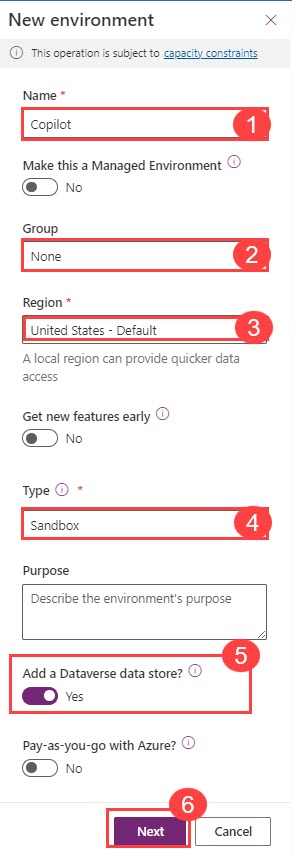 New environment
This operation is subject to capacity constraints
Name *
Copilot
1
Make this a Managed Environment
No
Group
None
2
Region *
United States - Default
3
A local region can provide quicker data
access
Get new features early
No
Type *
Sandbox
4
Purpose
Describe the environment's purpose
5
Add a Dataverse data store?
Yes
Pay-as-you-go with Azure?
No
6
Next
Cancel